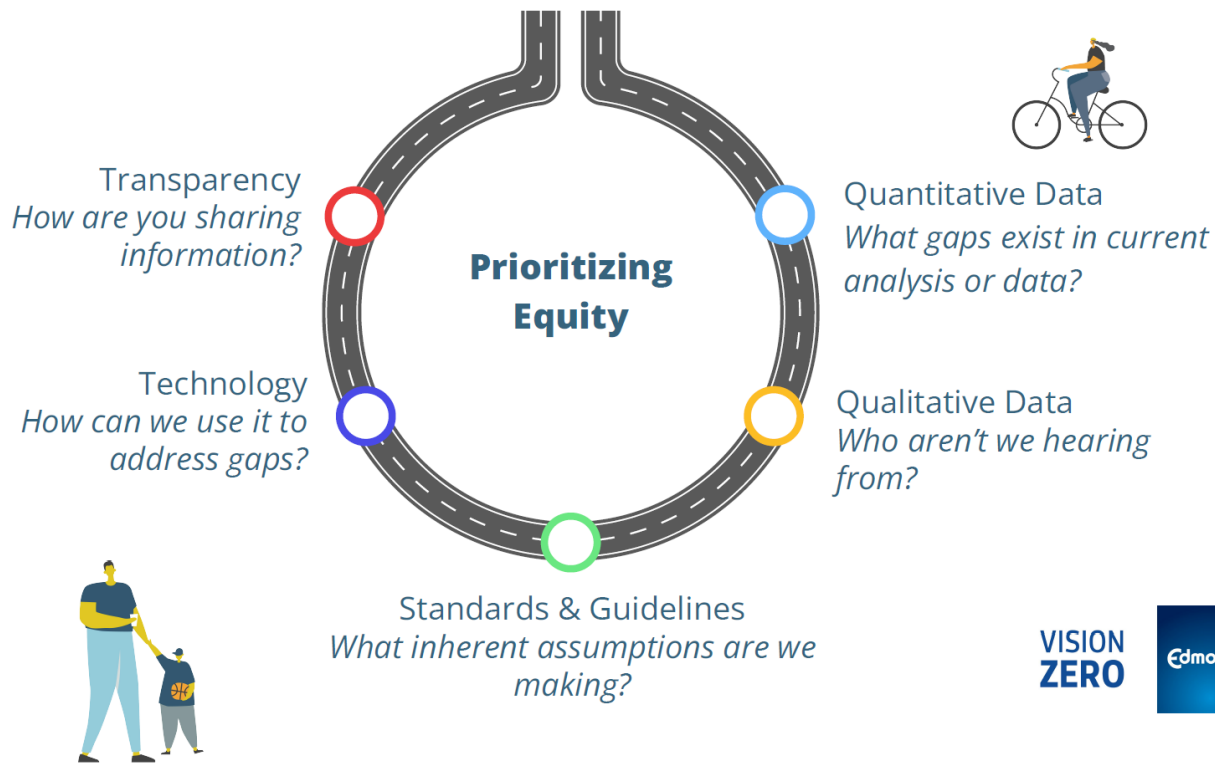 Transparency
How are you sharing
information?
Quantitative Data
What gaps exist in current
analysis or data?
Prioritizing
Equity
Technology
How can we use it to
address gaps?
Qualitative Data
Who aren't we hearing
from?
Standards & Guidelines
What inherent assumptions are we
making?
VISION
ZERO
Edmo